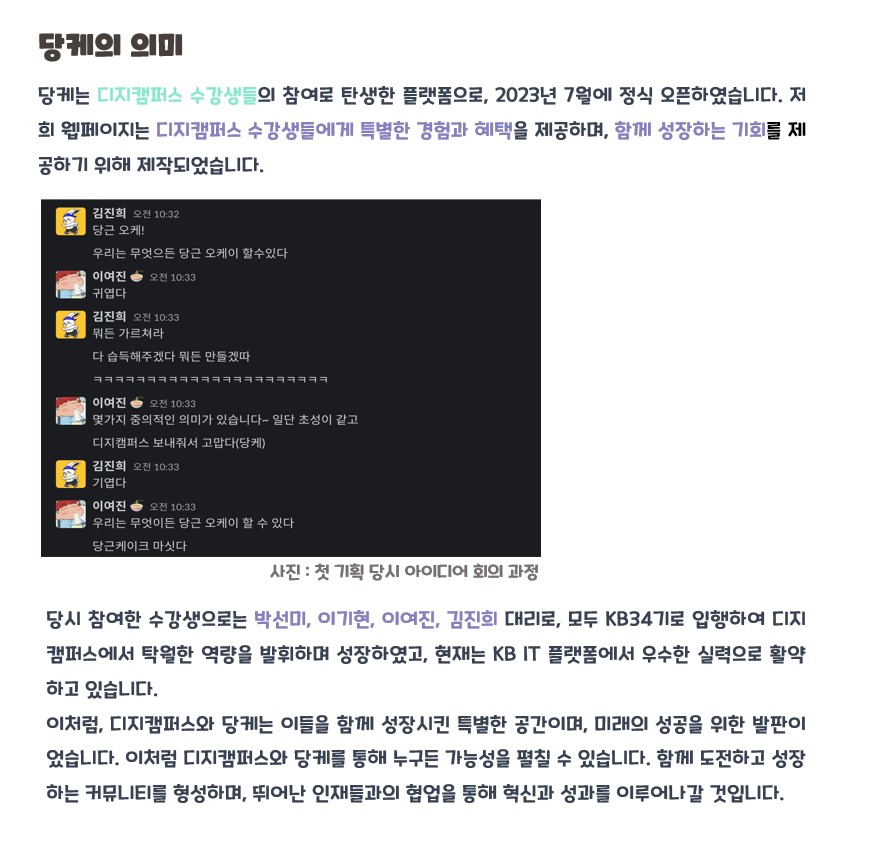 당케의 의미
당케는 디지캠퍼스 수강생들의 참여로 탄생한 플랫폼으로, 2023년 7월에 정식 오픈하였습니다. 저
희 웹페이지는 디지캠퍼스 수강생들에게 특별한 경험과 혜택을 제공하며, 함께 성장하는 기회를 제
공하기 위해 제작되었습니다.
김진희 오전 10:32
당근 오케!
우리는 무엇으든 당근 오케이 할수있다
이여진 오전 10:33
귀엽다
김진희 오전 10:33
뭐든 가르쳐라
다 습득해주겠다 뭐든 만들겠따
ㅋㅋㅋㅋㅋㅋㅋㅋㅋㅋㅋㅋㅋㅋㅋㅋㅋㅋㅋㅋㅋㅋ
이여진 오전 10:33
몇가지 중의적인 의미가 있습니다~ 일단 초성이 같고
디지캠퍼스 보내줘서 고맙다(당케)
김진희 오전 10:33
기엽다
이여진 오전 10:33
우리는 무엇이든 당근 오케이 할 수 있다
당근케이크 마싯다
사진 : 첫 기획 당시 아이디어 회의 과정
당시 참여한 수강생으로는 박선미, 이기현, 이여진, 김진희 대리로, 모두 KB34기로 입행하여 디지
캠퍼스에서 탁월한 역량을 발휘하며 성장하였고, 현재는 KB IT 플랫폼에서 우수한 실력으로 활약
하고 있습니다.
이처럼, 디지캠퍼스와 당케는 이들을 함께 성장시킨 특별한 공간이며, 미래의 성공을 위한 발판이
었습니다. 이처럼 디지캠퍼스와 당케를 통해 누구든 가능성을 펼칠 수 있습니다. 함께 도전하고 성장
하는 커뮤니티를 형성하며, 뛰어난 인재들과의 협업을 통해 혁신과 성과를 이루어나갈 것입니다.